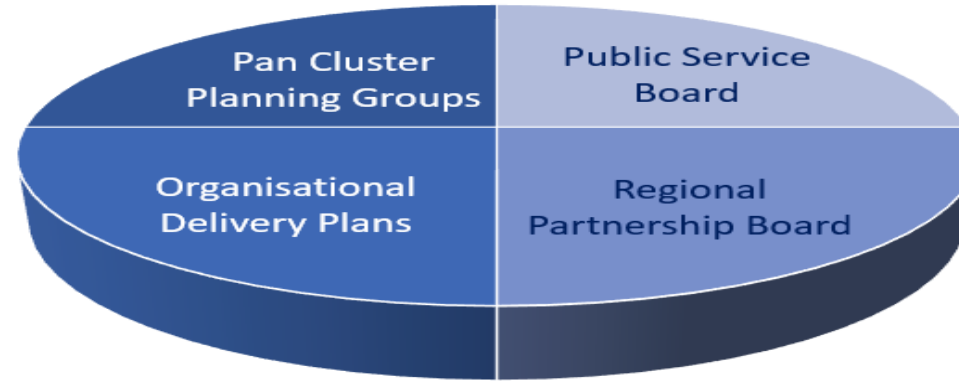 Pan Cluster
Planning Groups
Public Service
Board
Organisational
Delivery Plans
Regional
Partnership Board